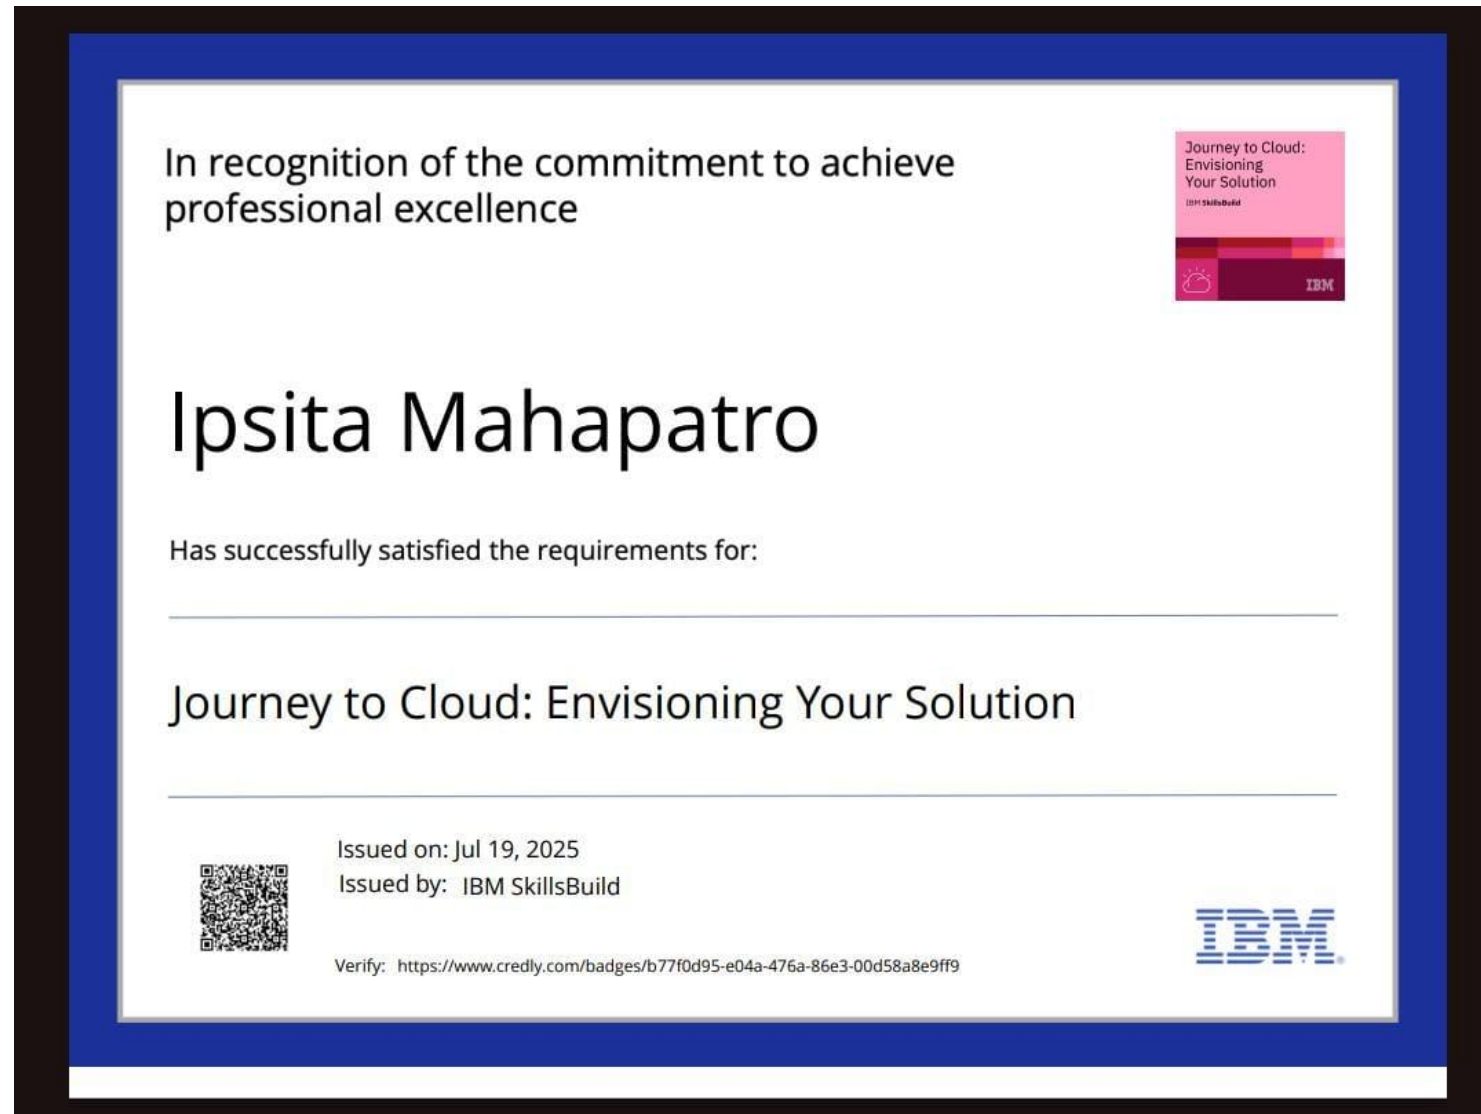 In recognition of the commitment to achieve
professional excellence
Journey to Cloud:
Envisioning
Your Solution
IBM SkillsBuild
IBM
Ipsita Mahapatro
Has successfully satisfied the requirements for:
Journey to Cloud: Envisioning Your Solution
Issued on: Jul 19, 2025
Issued by: IBM SkillsBuild
Verify: https://www.credly.com/badges/b77f0d95-e04a-476a-86e3-00d58a8e9ff9
IBM®